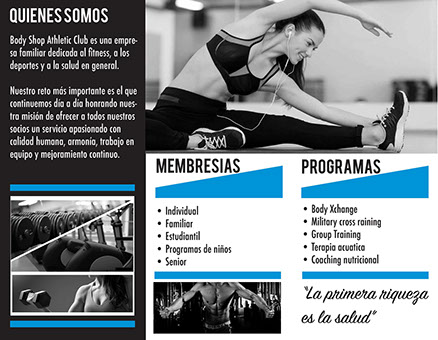 QUIENES SOMOS
Body Shop Athletic Club es una empre-
sa familiar dedicada al fitness, a los
deportes y a la salud en general.
Nuestro reto más importante es el que
continuemos día a día honrando nues-
tra misión de ofrecer a todos nuestros
socios un servicio apasionado con
calidad humana, armonía, trabajo en
equipo y mejoramiento continuo.
MEMBRESIAS
• Individual
• Familiar
• Estudiantil
• Programas de niños
• Senior
PROGRAMAS
• Body Xchange
• Military cross raining
• Group Training
• Terapia acuatica
• Coaching nutricional
"La primera riqueza
es la salud"